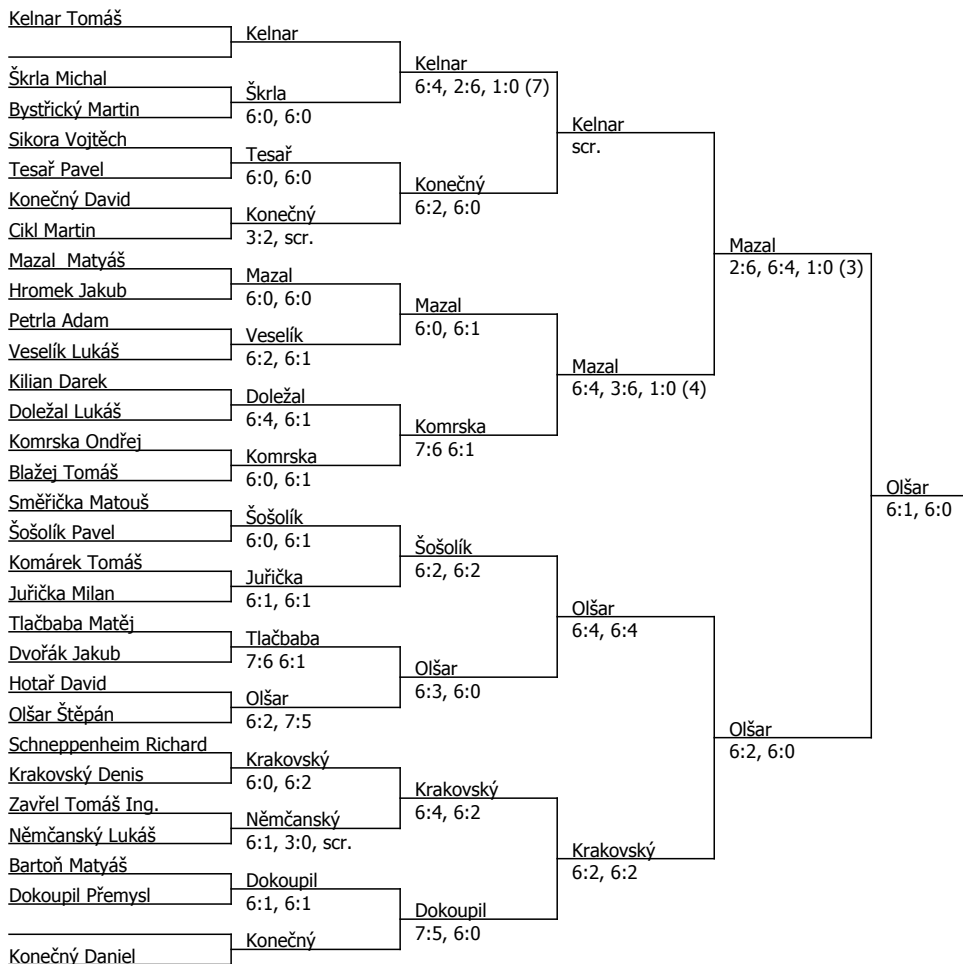 Kelnar Tomáš
Škrla Michal
Bystřický Martin
Sikora Vojtěch
Tesař Pavel
Konečný David
Cikl Martin
Mazal  Matyáš
Hromek Jakub
Petrla Adam
Veselík Lukáš
Kilian Darek
Doležal Lukáš
Komrska Ondřej
Blažej Tomáš
Směřička Matouš
Šošolík Pavel
Komárek Tomáš
Juřička Milan
Tlačbaba Matěj
Dvořák Jakub
Hotař David
Olšar Štěpán
Schneppenheim Richard
Krakovský Denis
Zavřel Tomáš Ing.
Němčanský Lukáš
Bartoň Matyáš
Dokoupil Přemysl
Konečný Daniel
Kelnar
Škrla
6:0, 6:0
Tesař
6:0, 6:0
Konečný
3:2, scr.
Mazal
6:0, 6:0
Veselík
6:2, 6:1
Doležal
6:4, 6:1
Komrska
6:0, 6:1
Šošolík
6:0, 6:1
Juřička
6:1, 6:1
Tlačbaba
7:6 6:1
Olšar
6:2, 7:5
Krakovský
6:0, 6:2
Němčanský
6:1, 3:0, scr.
Dokoupil
6:1, 6:1
Konečný
Kelnar
6:4, 2:6, 1:0 (7)
Konečný
6:2, 6:0
Mazal
6:0, 6:1
Komrska
7:6 6:1
Šošolík
6:2, 6:2
Olšar
6:3, 6:0
Krakovský
6:4, 6:2
Dokoupil
7:5, 6:0
Kelnar
scr.
Mazal
6:4, 3:6, 1:0 (4)
Olšar
6:4, 6:4
Krakovský
6:2, 6:2
Mazal
2:6, 6:4, 1:0 (3)
Olšar
6:2, 6:0
Olšar
6:1, 6:0